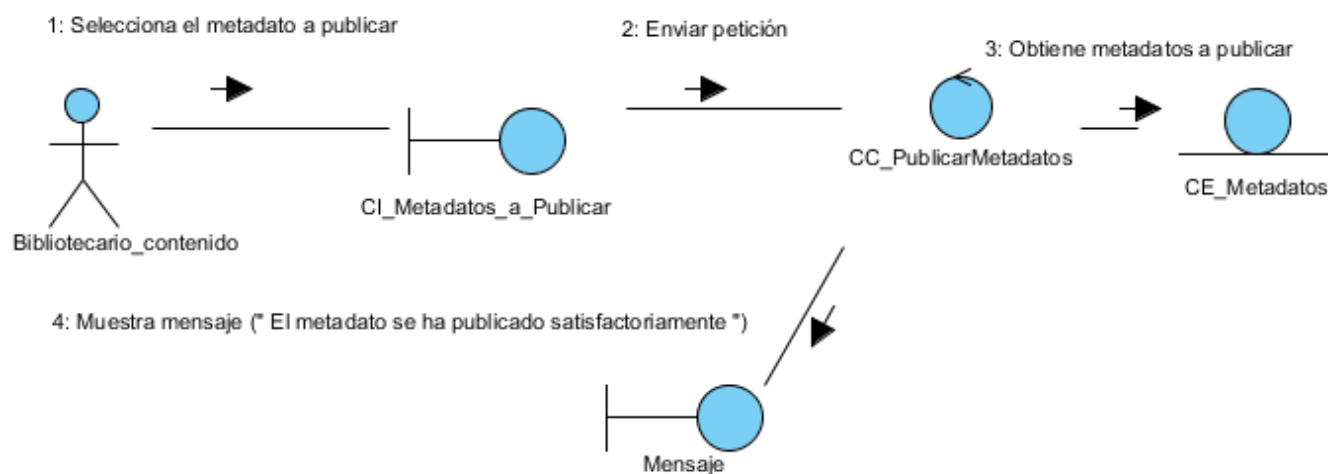 1: Selecciona el metadato a publicar
2: Enviar petición
3: Obtiene metadatos a publicar
CC_PublicarMetadatos
CE_Metadatos
CI_Metadatos_a_Publicar
Bibliotecario_contenido
4: Muestra mensaje (" El metadato se ha publicado satisfactoriamente ")
Mensaje